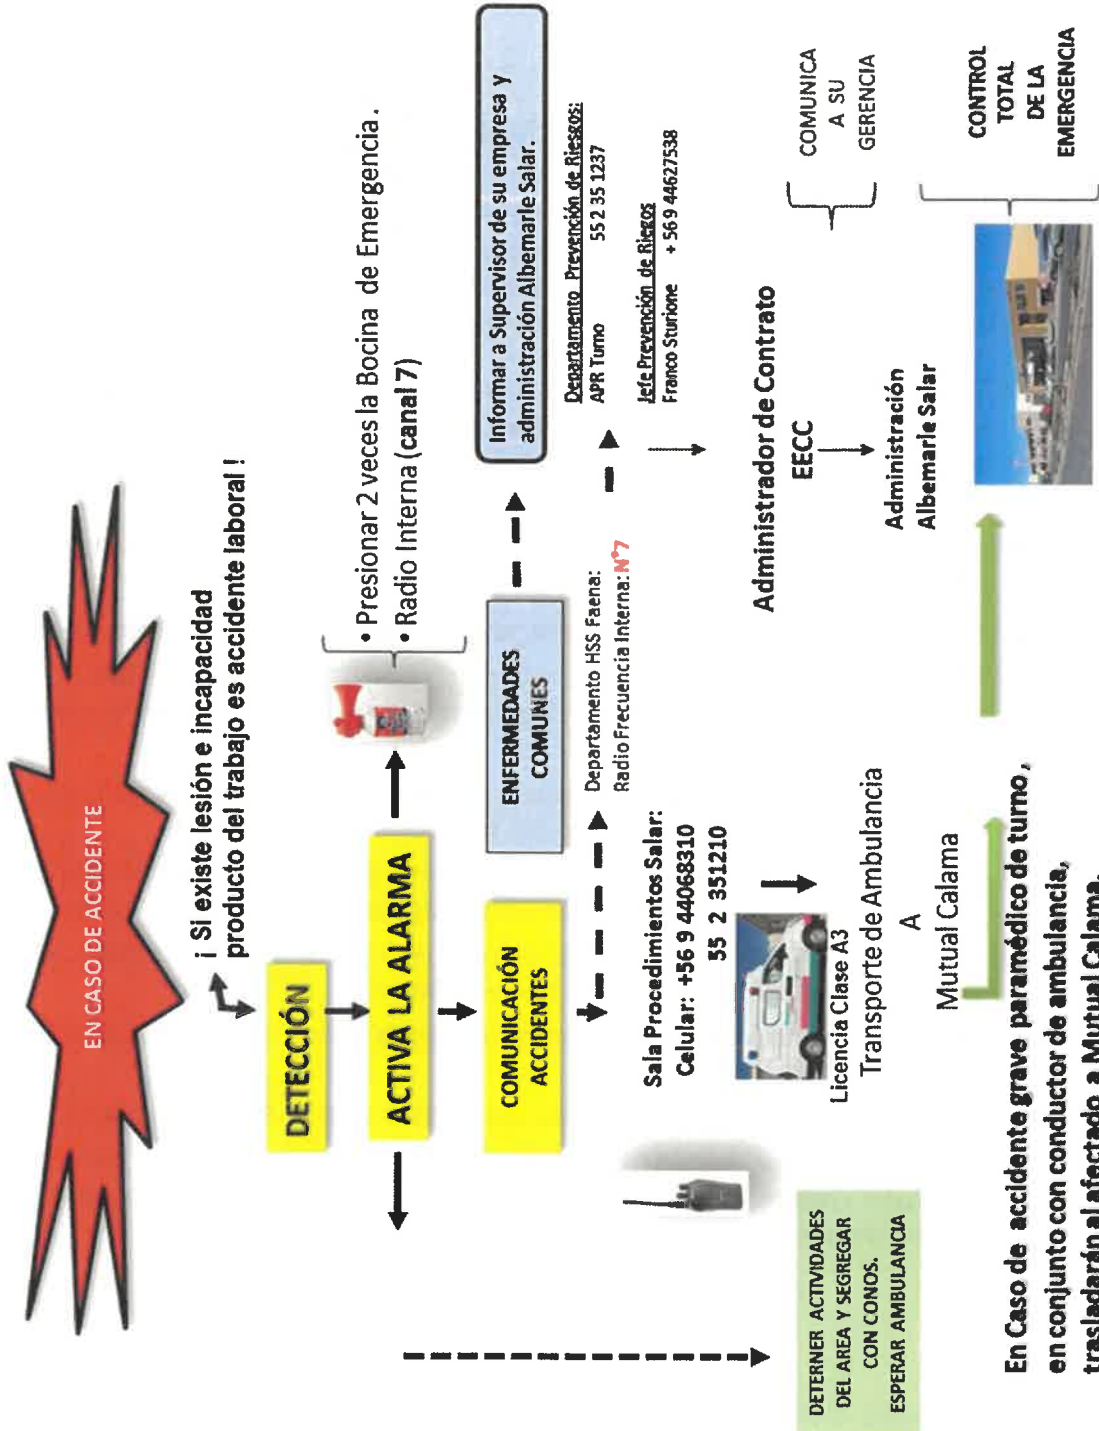 EN CASO DE ACCIDENTE
¡ Si existe lesión e incapacidad
producto del trabajo es accidente laboral !
DETECCIÓN
ACTIVA LA ALARMA
• Presionar 2 veces la Bocina de Emergencia.
• Radio Interna (canal 7)
COMUNICACIÓN
ACCIDENTES
ENFERMEDADES
COMUNES
Informar a Supervisor de su empresa y
administración Albemarle Salar.
Departamento HSS Faena:
Radio Frecuencia Interna: N°7
Departamento Prevención de Riesgos:
APR Turno 55 2 35 1237
Jefe Prevención de Riegos
Franco Sturione + 56 9 44627538
Sala Procedimientos Salar:
Celular: +56 9 44068310
55 2 351210
Licencia Clase A3
Transporte de Ambulancia
A
Mutual Calama
Administrador de Contrato
EECC
Administración
Albemarle Salar
COMUNICA
A SU
GERENCIA
CONTROL
TOTAL
DE LA
EMERGENCIA
DETERNER ACTIVIDADES
DEL AREA Y SEGREGAR
CON CONOS.
ESPERAR AMBULANCIA
En Caso de accidente grave paramédico de turno,
en conjunto con conductor de ambulancia,
trasladarán al afectado a Mutual Calama.